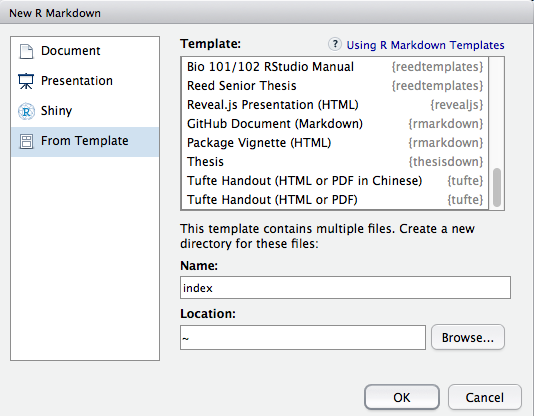 New R Markdown
Document
Presentation
Shiny
From Template
Template:
? Using R Markdown Templates
Bio 101/102 RStudio Manual {reedtemplates}
Reed Senior Thesis {reedtemplates}
Reveal.js Presentation (HTML) {revealjs}
GitHub Document (Markdown) {rmarkdown}
Package Vignette (HTML) {rmarkdown}
Thesis {thesisdown}
Tufte Handout (HTML or PDF in Chinese) {tufte}
Tufte Handout (HTML or PDF) {tufte}
This template contains multiple files. Create a new
directory for these files:
Name:
index
Location:
~
Browse...
OK
Cancel